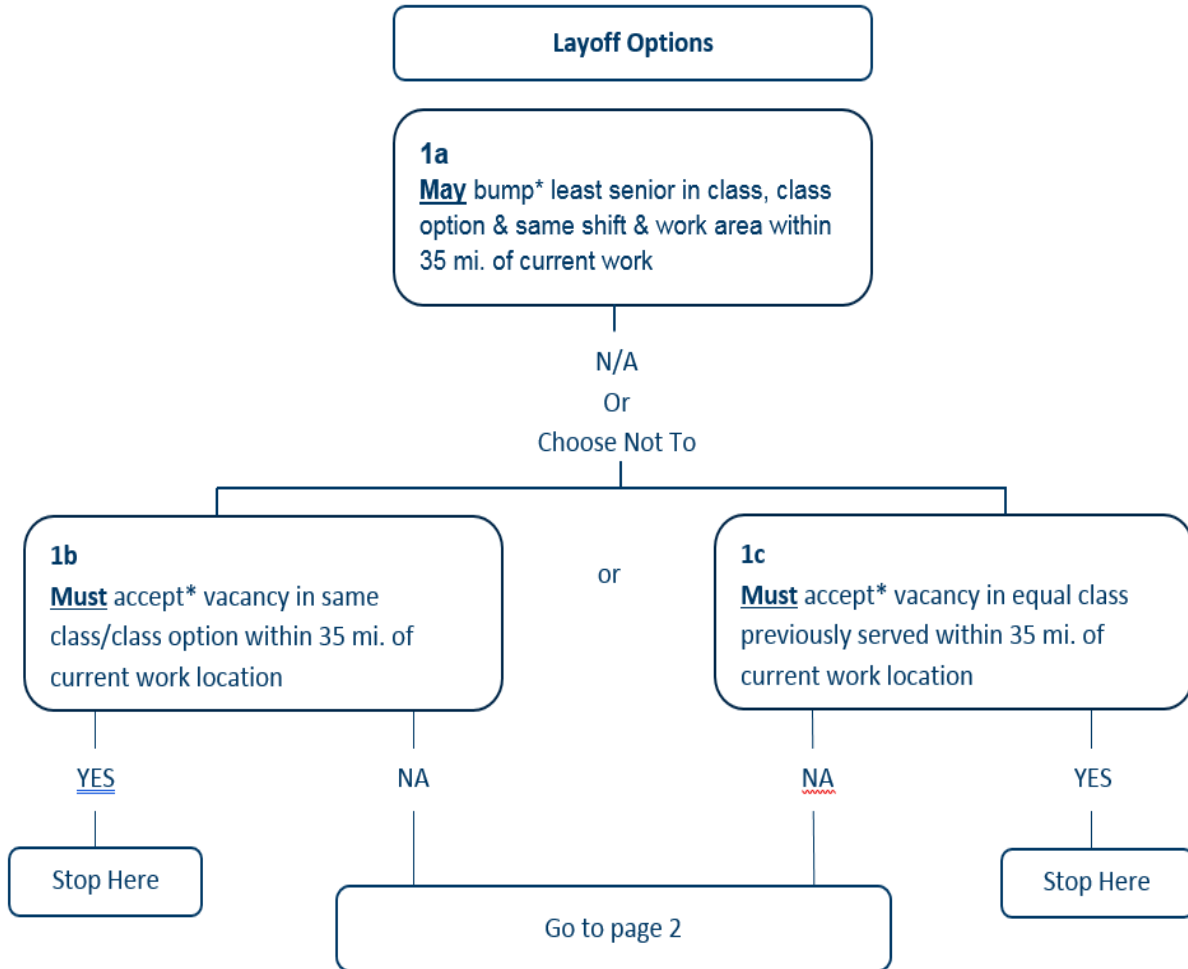 Layoff Options
1a
May bump* least senior in class, class
option & same shift & work area within
35 mi. of current work
N/A
Or
Choose Not To
1b
Must accept* vacancy in same
class/class option within 35 mi. of
current work location
or
1c
Must accept* vacancy in equal class
previously served within 35 mi. of
current work location
YES
NA
NA
YES
Stop Here
Stop Here
Go to page 2